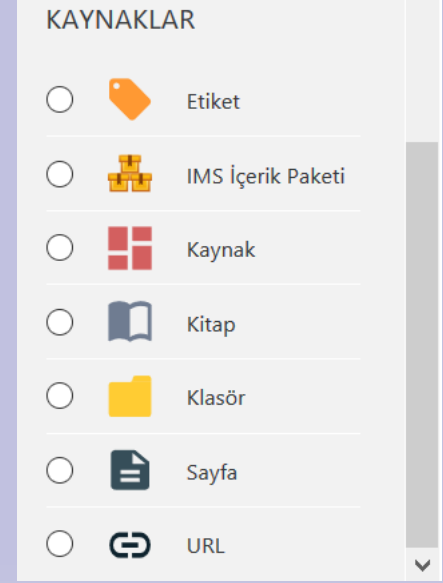 KAYNAKLAR
Etiket
IMS İçerik Paketi
Kaynak
Kitap
Klasör
Sayfa
URL